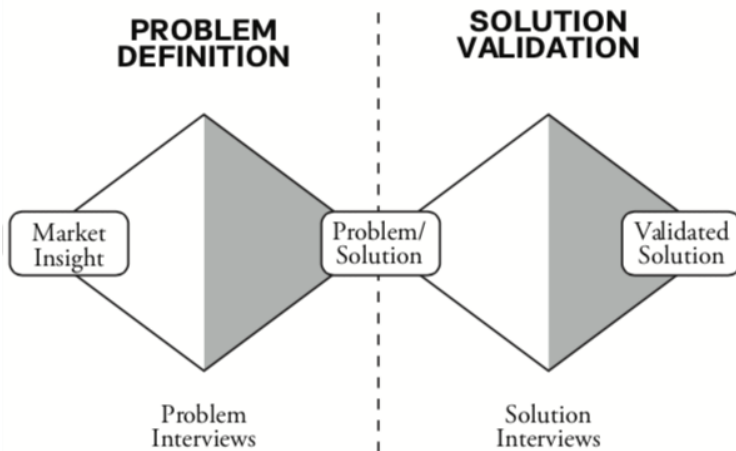 PROBLEM
DEFINITION
SOLUTION
VALIDATION
Market
Insight
Problem/
Solution
Validated
Solution
Problem
Interviews
Solution
Interviews